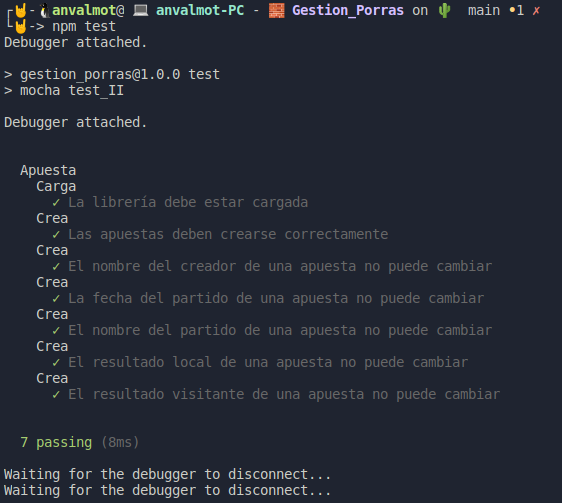 ┌🤘-🐧anvalmot@ 💻 anvalmot-PC - 🧱 Gestion_Porras on 🌵  main •1 ✗
└🤘-> npm test
Debugger attached.
> gestion_porras@1.0.0 test
> mocha test_II
Debugger attached.
Apuesta
Carga
✓ La librería debe estar cargada
Crea
✓ Las apuestas deben crearse correctamente
Crea
✓ El nombre del creador de una apuesta no puede cambiar
Crea
✓ La fecha del partido de una apuesta no puede cambiar
Crea
✓ El nombre del partido de una apuesta no puede cambiar
Crea
✓ El resultado local de una apuesta no puede cambiar
Crea
✓ El resultado visitante de una apuesta no puede cambiar
7 passing (8ms)
Waiting for the debugger to disconnect...
Waiting for the debugger to disconnect...